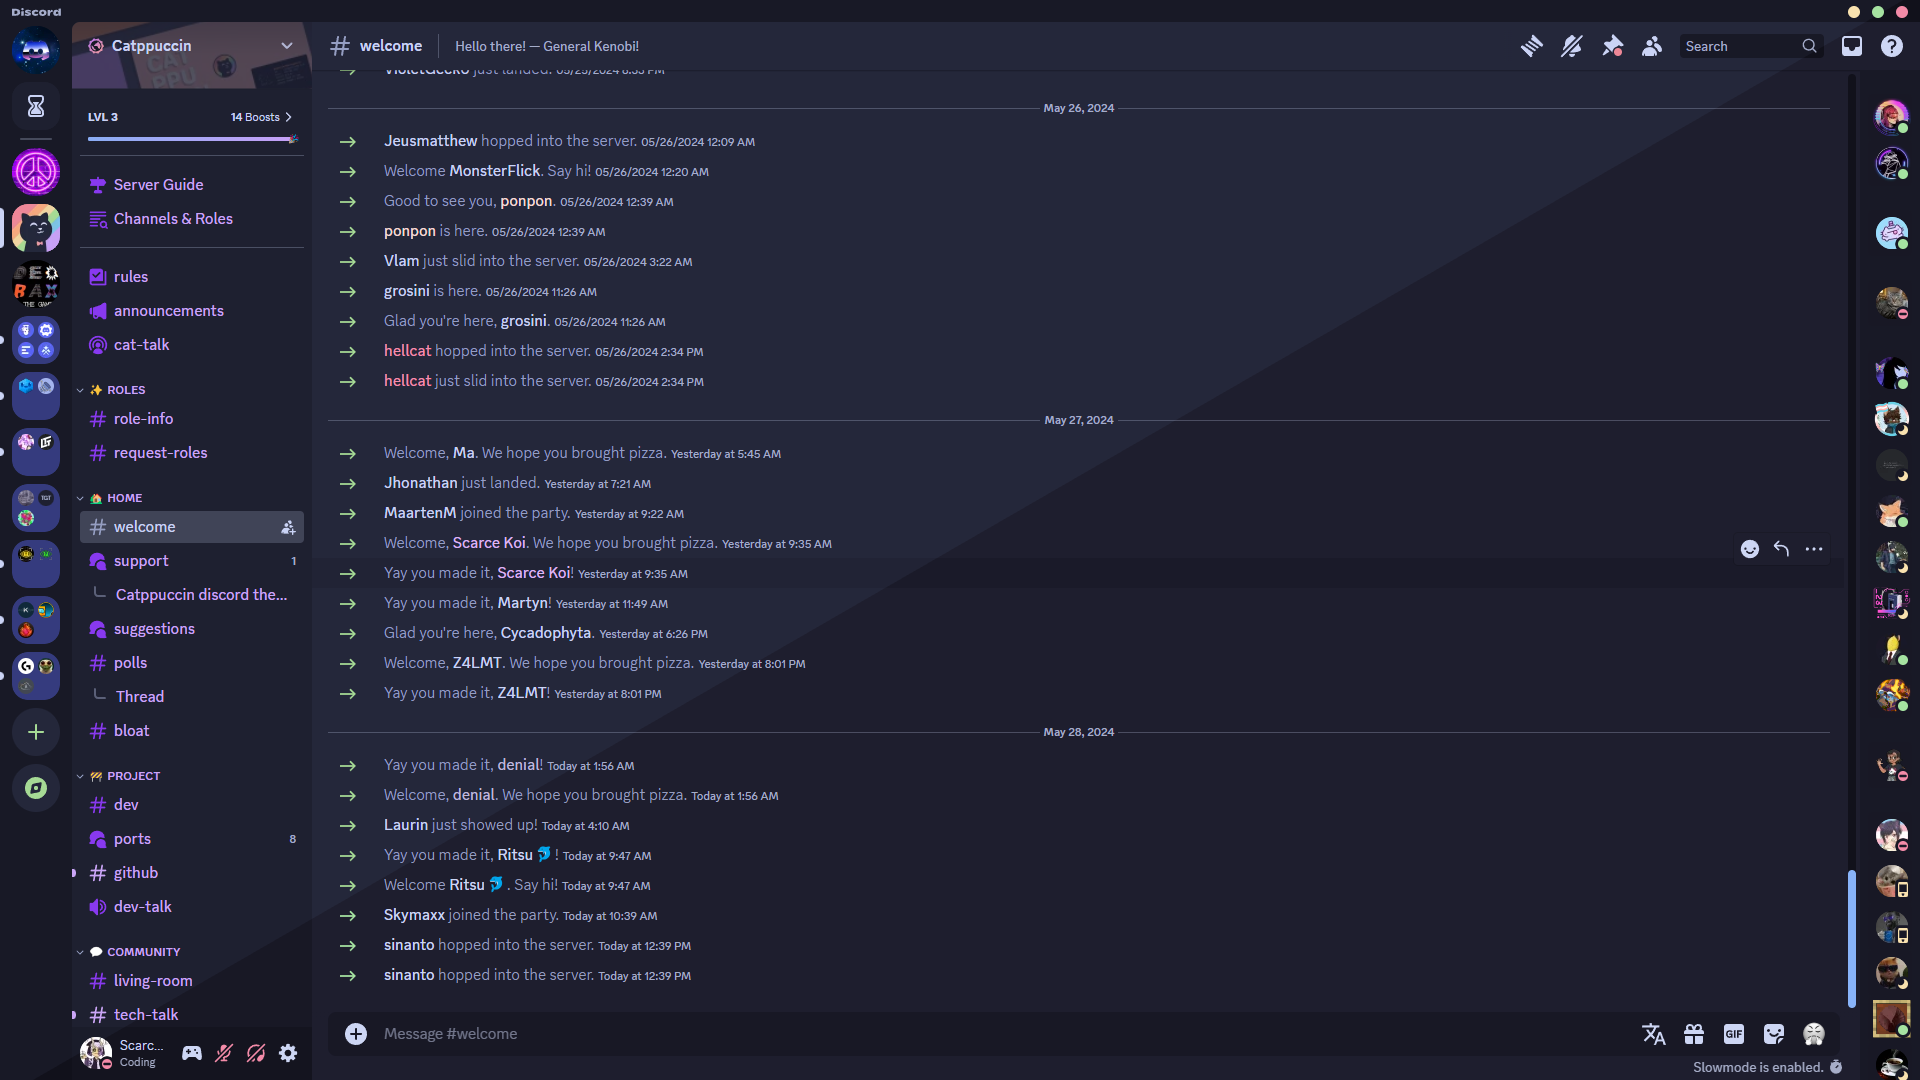 Discord
Catppuccin
welcome
Hello there! — General Kenobi!
Search
LVL 3
14 Boosts
Server Guide
Channels & Roles
rules
announcements
cat-talk
ROLES
role-info
request-roles
HOME
welcome
support
1
Catppuccin discord the...
suggestions
polls
Thread
bloat
PROJECT
dev
ports
8
github
dev-talk
COMMUNITY
living-room
tech-talk
Scarc...
Coding
VioletGecko just landed. 05/25/2024 8:33 PM
May 26, 2024
Jeusmatthew hopped into the server. 05/26/2024 12:09 AM
Welcome MonsterFlick. Say hi! 05/26/2024 12:20 AM
Good to see you, ponpon. 05/26/2024 12:39 AM
ponpon is here. 05/26/2024 12:39 AM
Vlam just slid into the server. 05/26/2024 3:22 AM
grosini is here. 05/26/2024 11:26 AM
Glad you're here, grosini. 05/26/2024 11:26 AM
hellcat hopped into the server. 05/26/2024 2:34 PM
hellcat just slid into the server. 05/26/2024 2:34 PM
May 27, 2024
Welcome, Ma. We hope you brought pizza. Yesterday at 5:45 AM
Jhonathan just landed. Yesterday at 7:21 AM
MaartenM joined the party. Yesterday at 9:22 AM
Welcome, Scarce Koi. We hope you brought pizza. Yesterday at 9:35 AM
Yay you made it, Scarce Koi! Yesterday at 9:35 AM
Yay you made it, Martyn! Yesterday at 11:49 AM
Glad you're here, Cycadophyta. Yesterday at 6:26 PM
Welcome, Z4LMT. We hope you brought pizza. Yesterday at 8:01 PM
Yay you made it, Z4LMT! Yesterday at 8:01 PM
May 28, 2024
Yay you made it, denial! Today at 1:56 AM
Welcome, denial. We hope you brought pizza. Today at 1:56 AM
Laurin just showed up! Today at 4:10 AM
Yay you made it, Ritsu 🐬 ! Today at 9:47 AM
Welcome Ritsu 🐬 . Say hi! Today at 9:47 AM
Skymaxx joined the party. Today at 10:39 AM
sinanto hopped into the server. Today at 12:39 PM
sinanto hopped into the server. Today at 12:39 PM
Message #welcome
GIF
Slowmode is enabled.